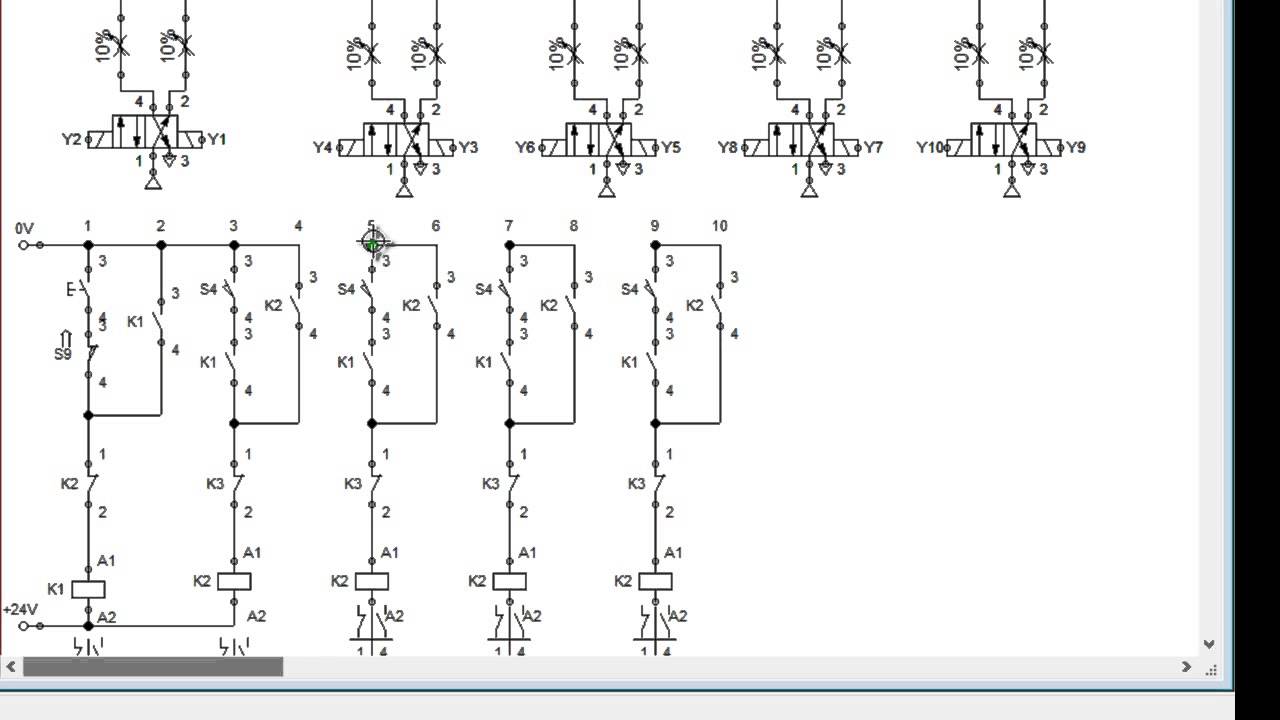 10% 10% 10% 10% 10% 10% 10% 10% 10% 10%
4 2 4 2 4 2 4 2 4 2
Y2 Y1 Y4 Y3 Y6 Y5 Y8 Y7 Y10 Y9
1 3 1 3 1 3 1 3 1 3
0V 1 2 3 4 5 6 7 8 9 10
3 3 3 3 3
3 3 3 3
E S4 K2 S4 K2 S4 K2 S4 K2
3
K1
4 4 4 4 4
3 3 3 3 3
4 4 4 4
S9 4
K1 K1 K1 K1
4 4 4 4 4
1 1 1 1 1
K2 K3 K3 K3 K3
2 2 2 2 2
A1 A1 A1 A1 A1
K1 K2 K2 K2 K2
+24V A2 A2 A2 A2 A2
1 4 1 4 1 4